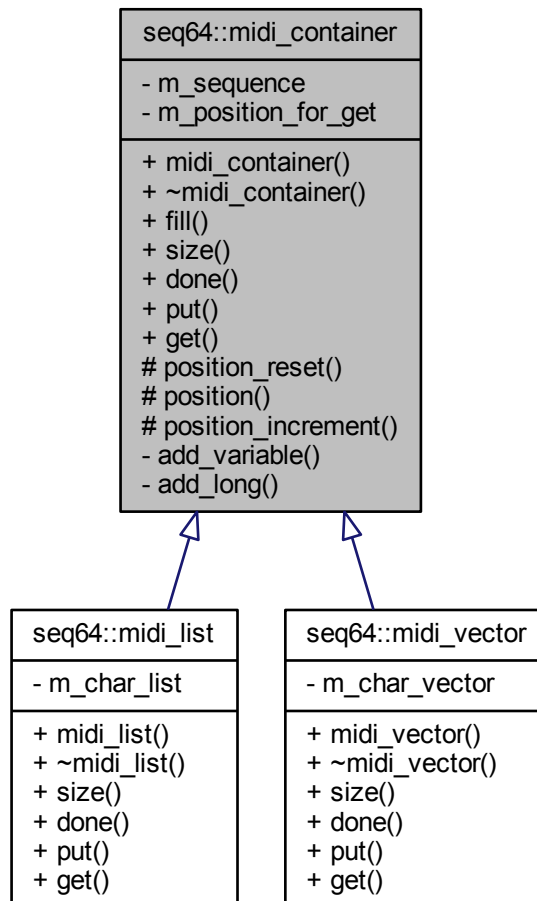 seq64::midi_container
- m_sequence
- m_position_for_get
+ midi_container()
+ ~midi_container()
+ fill()
+ size()
+ done()
+ put()
+ get()
# position_reset()
# position()
# position_increment()
- add_variable()
- add_long()
seq64::midi_list
- m_char_list
+ midi_list()
+ ~midi_list()
+ size()
+ done()
+ put()
+ get()
seq64::midi_vector
- m_char_vector
+ midi_vector()
+ ~midi_vector()
+ size()
+ done()
+ put()
+ get()